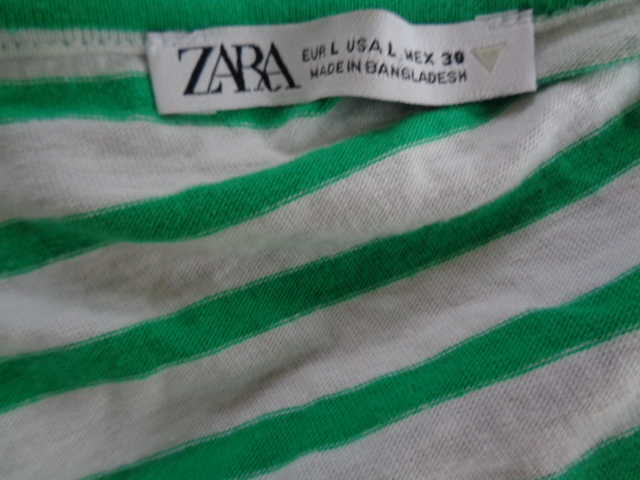 ZARA
EUR L USA L MEX 30
MADE IN BANGLADESH